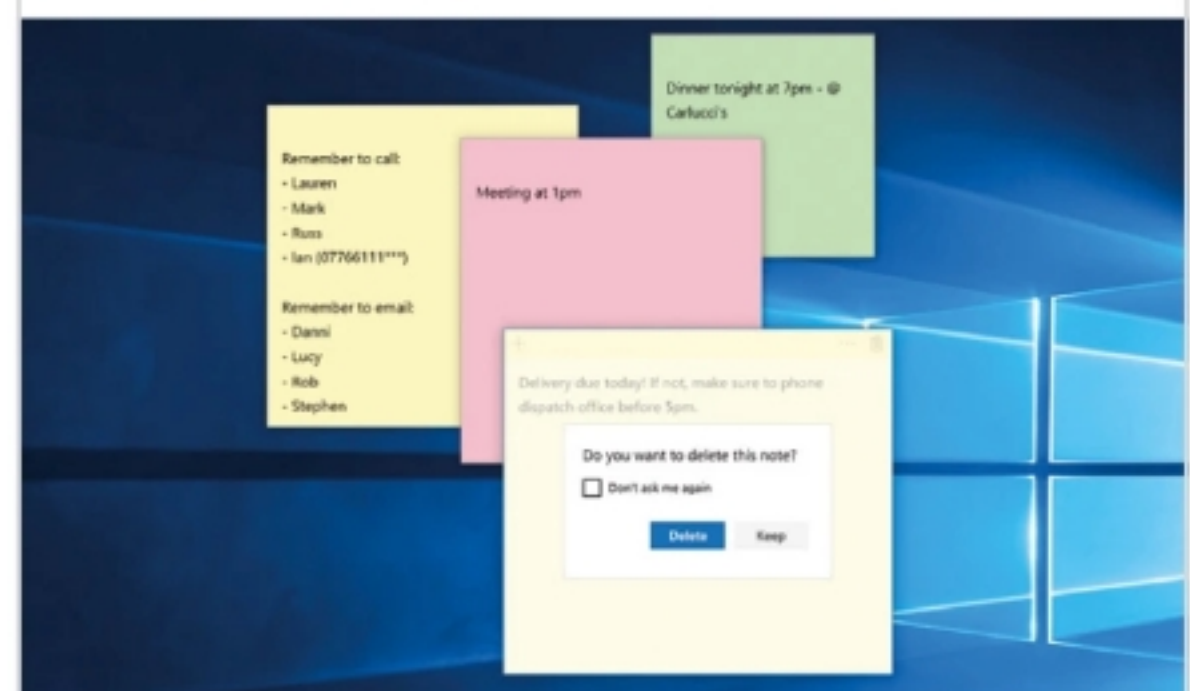 Dinner tonight at 7pm - @
Carlucci's
Remember to call:
- Lauren
- Mark
- Russ
- Ian (07766111***)
Remember to email:
- Danni
- Lucy
- Rob
- Stephen
Meeting at 1pm
Delivery due today! If not, make sure to phone
dispatch office before 5pm.
Do you want to delete this note?
Don't ask me again
Delete
Keep